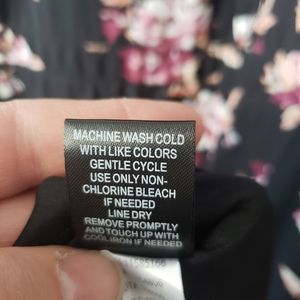 MACHINE WASH COLD
WITH LIKE COLORS
GENTLE CYCLE
USE ONLY NON-
CHLORINE BLEACH
IF NEEDED
LINE DRY
REMOVE PROMPTLY
AND TOUCH UP WITH
COOL IRON IF NEEDED